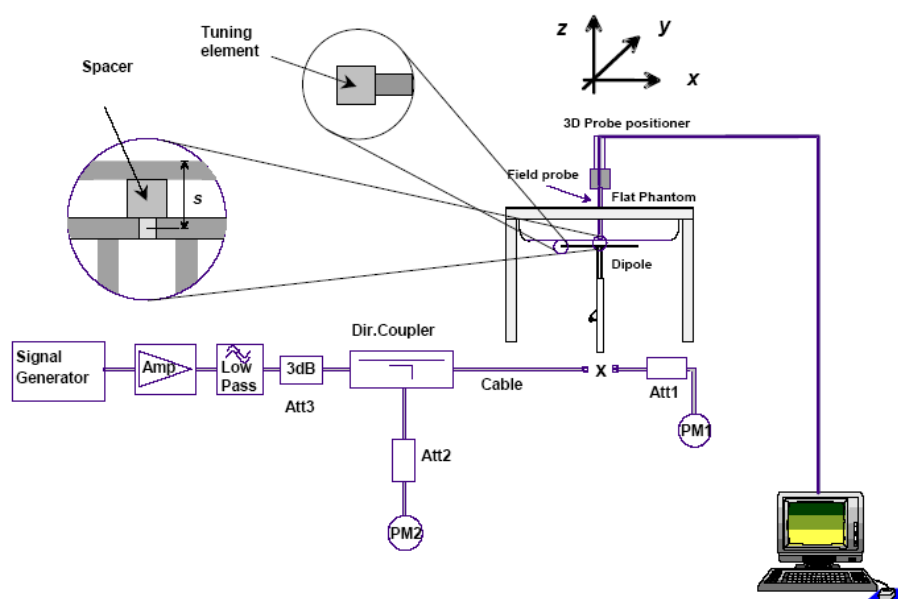 Tuning
element
Spacer
s
z
y
x
3D Probe positioner
Field probe
Flat Phantom
Dipole
Signal
Generator
Amp
Low
Pass
3dB
Att3
Dir.Coupler
Cable
X
Att1
PM1
Att2
PM2